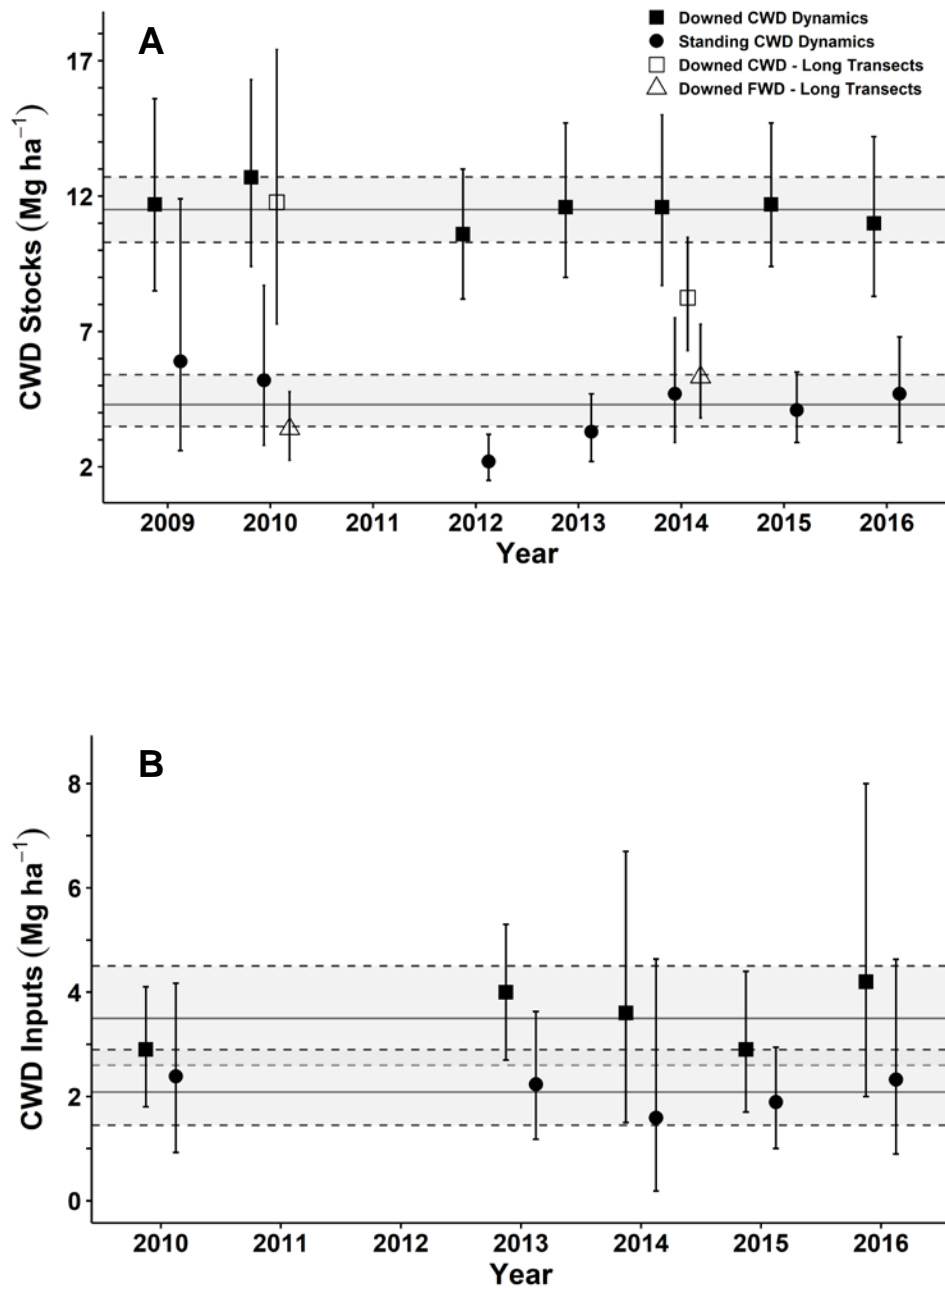 A
Downed CWD Dynamics
Standing CWD Dynamics
Downed CWD - Long Transects
Downed FWD - Long Transects
CWD Stocks (Mg ha⁻¹)
17
12
7
2
2009 2010 2011 2012 2013 2014 2015 2016
Year
B
CWD Inputs (Mg ha⁻¹)
8
6
4
2
0
2010 2011 2012 2013 2014 2015 2016
Year